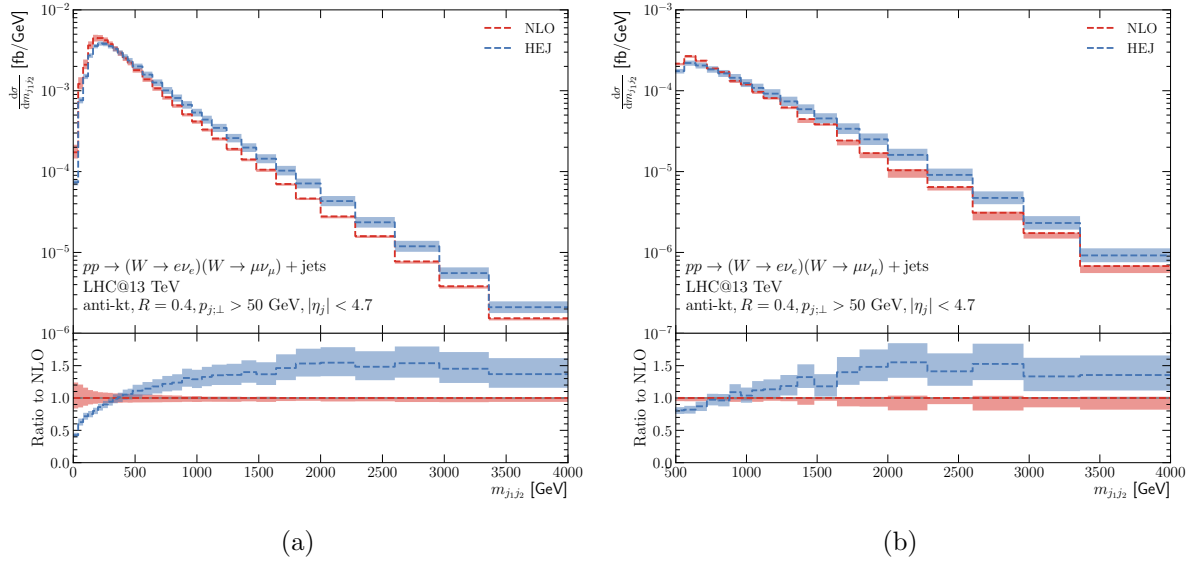 10⁻²
10⁻³
10⁻⁴
10⁻⁵
10⁻⁶
dσ/dm_{j₁j₂} [fb/GeV]
NLO
HEJ
pp → (W → eν_e)(W → μν_μ) + jets
LHC@13 TeV
anti-kt, R = 0.4, p_{j;⊥} > 50 GeV, |η_j| < 4.7
Ratio to NLO
1.5
1.0
0.5
0.0
0 500 1000 1500 2000 2500 3000 3500 4000
m_{j₁j₂} [GeV]
(a)
10⁻³
10⁻⁴
10⁻⁵
10⁻⁶
10⁻⁷
dσ/dm_{j₁j₂} [fb/GeV]
NLO
HEJ
pp → (W → eν_e)(W → μν_μ) + jets
LHC@13 TeV
anti-kt, R = 0.4, p_{j;⊥} > 50 GeV, |η_j| < 4.7
Ratio to NLO
1.5
1.0
0.5
0.0
500 1000 1500 2000 2500 3000 3500 4000
m_{j₁j₂} [GeV]
(b)